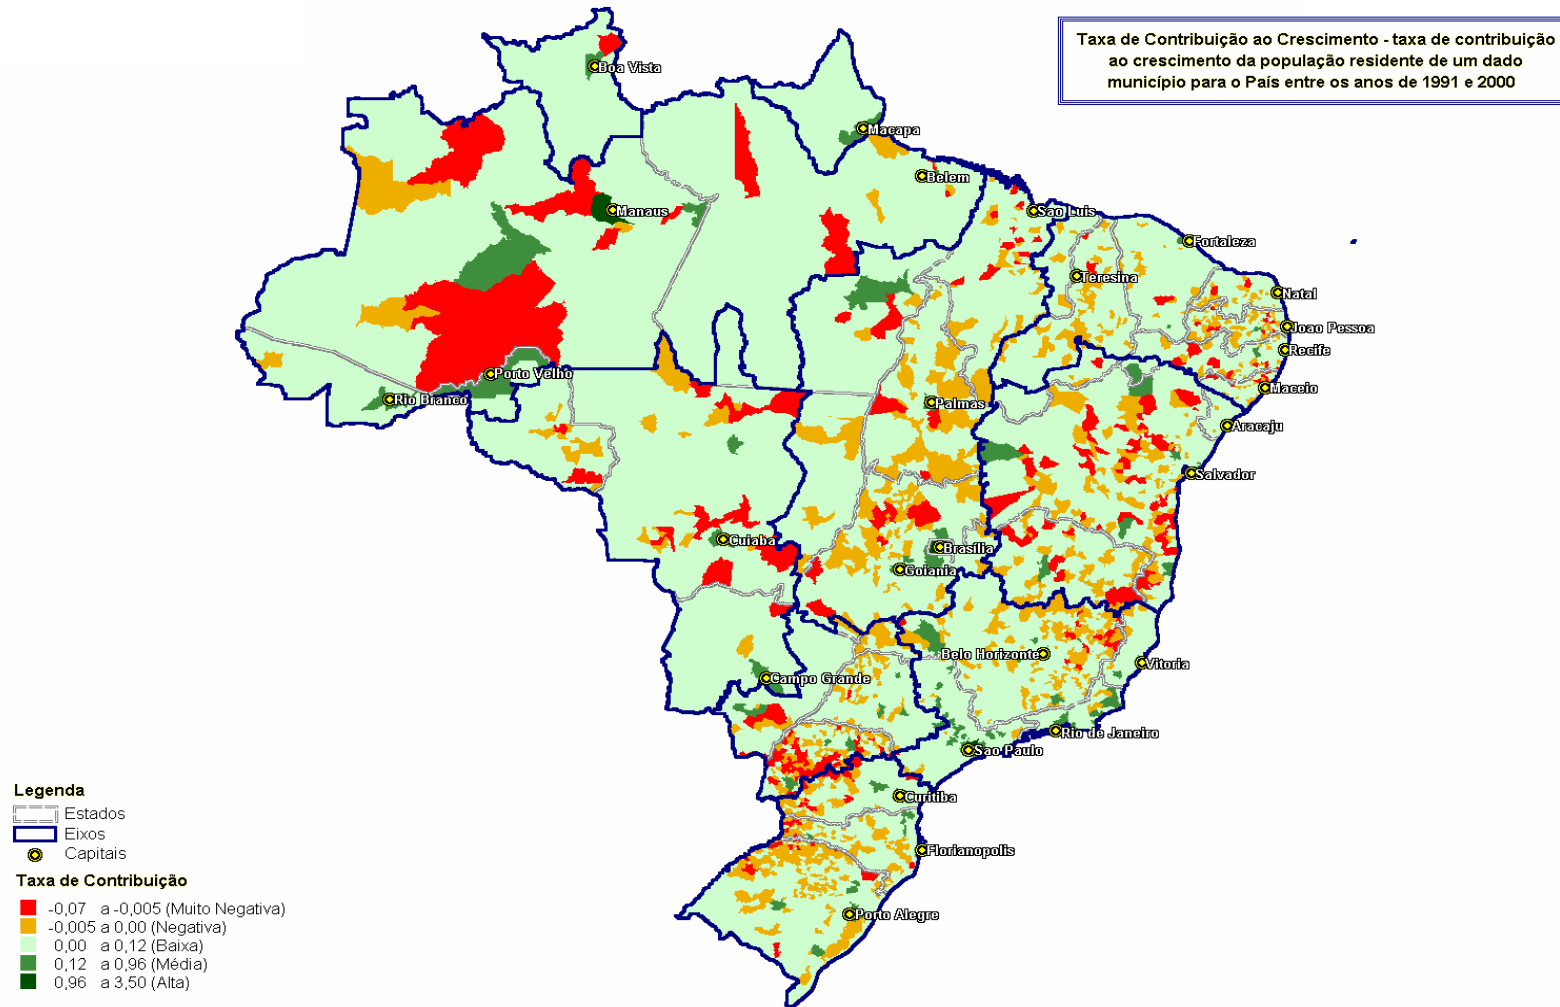 Taxa de Contribuição ao Crescimento - taxa de contribuição
ao crescimento da população residente de um dado
município para o País entre os anos de 1991 e 2000
Boa Vista
Macapa
Belem
Manaus
Sao Luis
Fortaleza
Teresina
Natal
Joao Pessoa
Recife
Porto Velho
Maceio
Rio Branco
Palmas
Aracaju
Salvador
Cuiaba
Brasília
Goiania
Belo Horizonte
Vitoria
Campo Grande
Rio de Janeiro
Sao Paulo
Curitiba
Florianopolis
Porto Alegre
Legenda
Estados
Eixos
Capitais
Taxa de Contribuição
-0,07 a -0,005 (Muito Negativa)
-0,005 a 0,00 (Negativa)
0,00 a 0,12 (Baixa)
0,12 a 0,96 (Média)
0,96 a 3,50 (Alta)